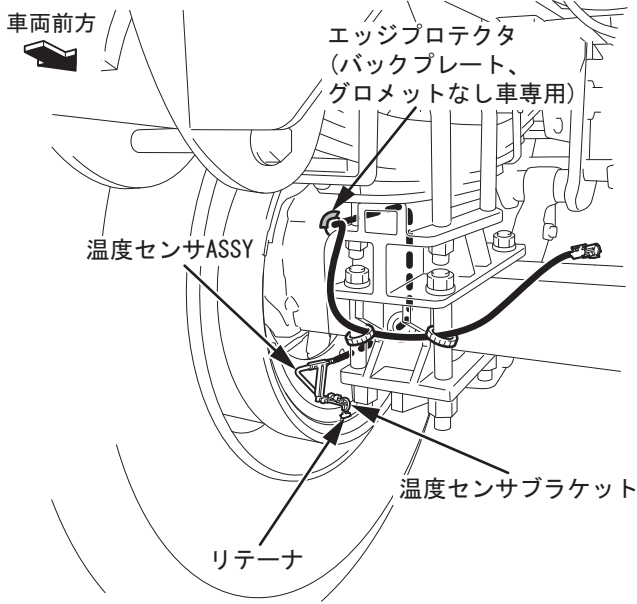 車両前方
エッジプロテクタ
(バックプレート、
グロメットなし車専用)
温度センサASSY
温度センサブラケット
リテーナ